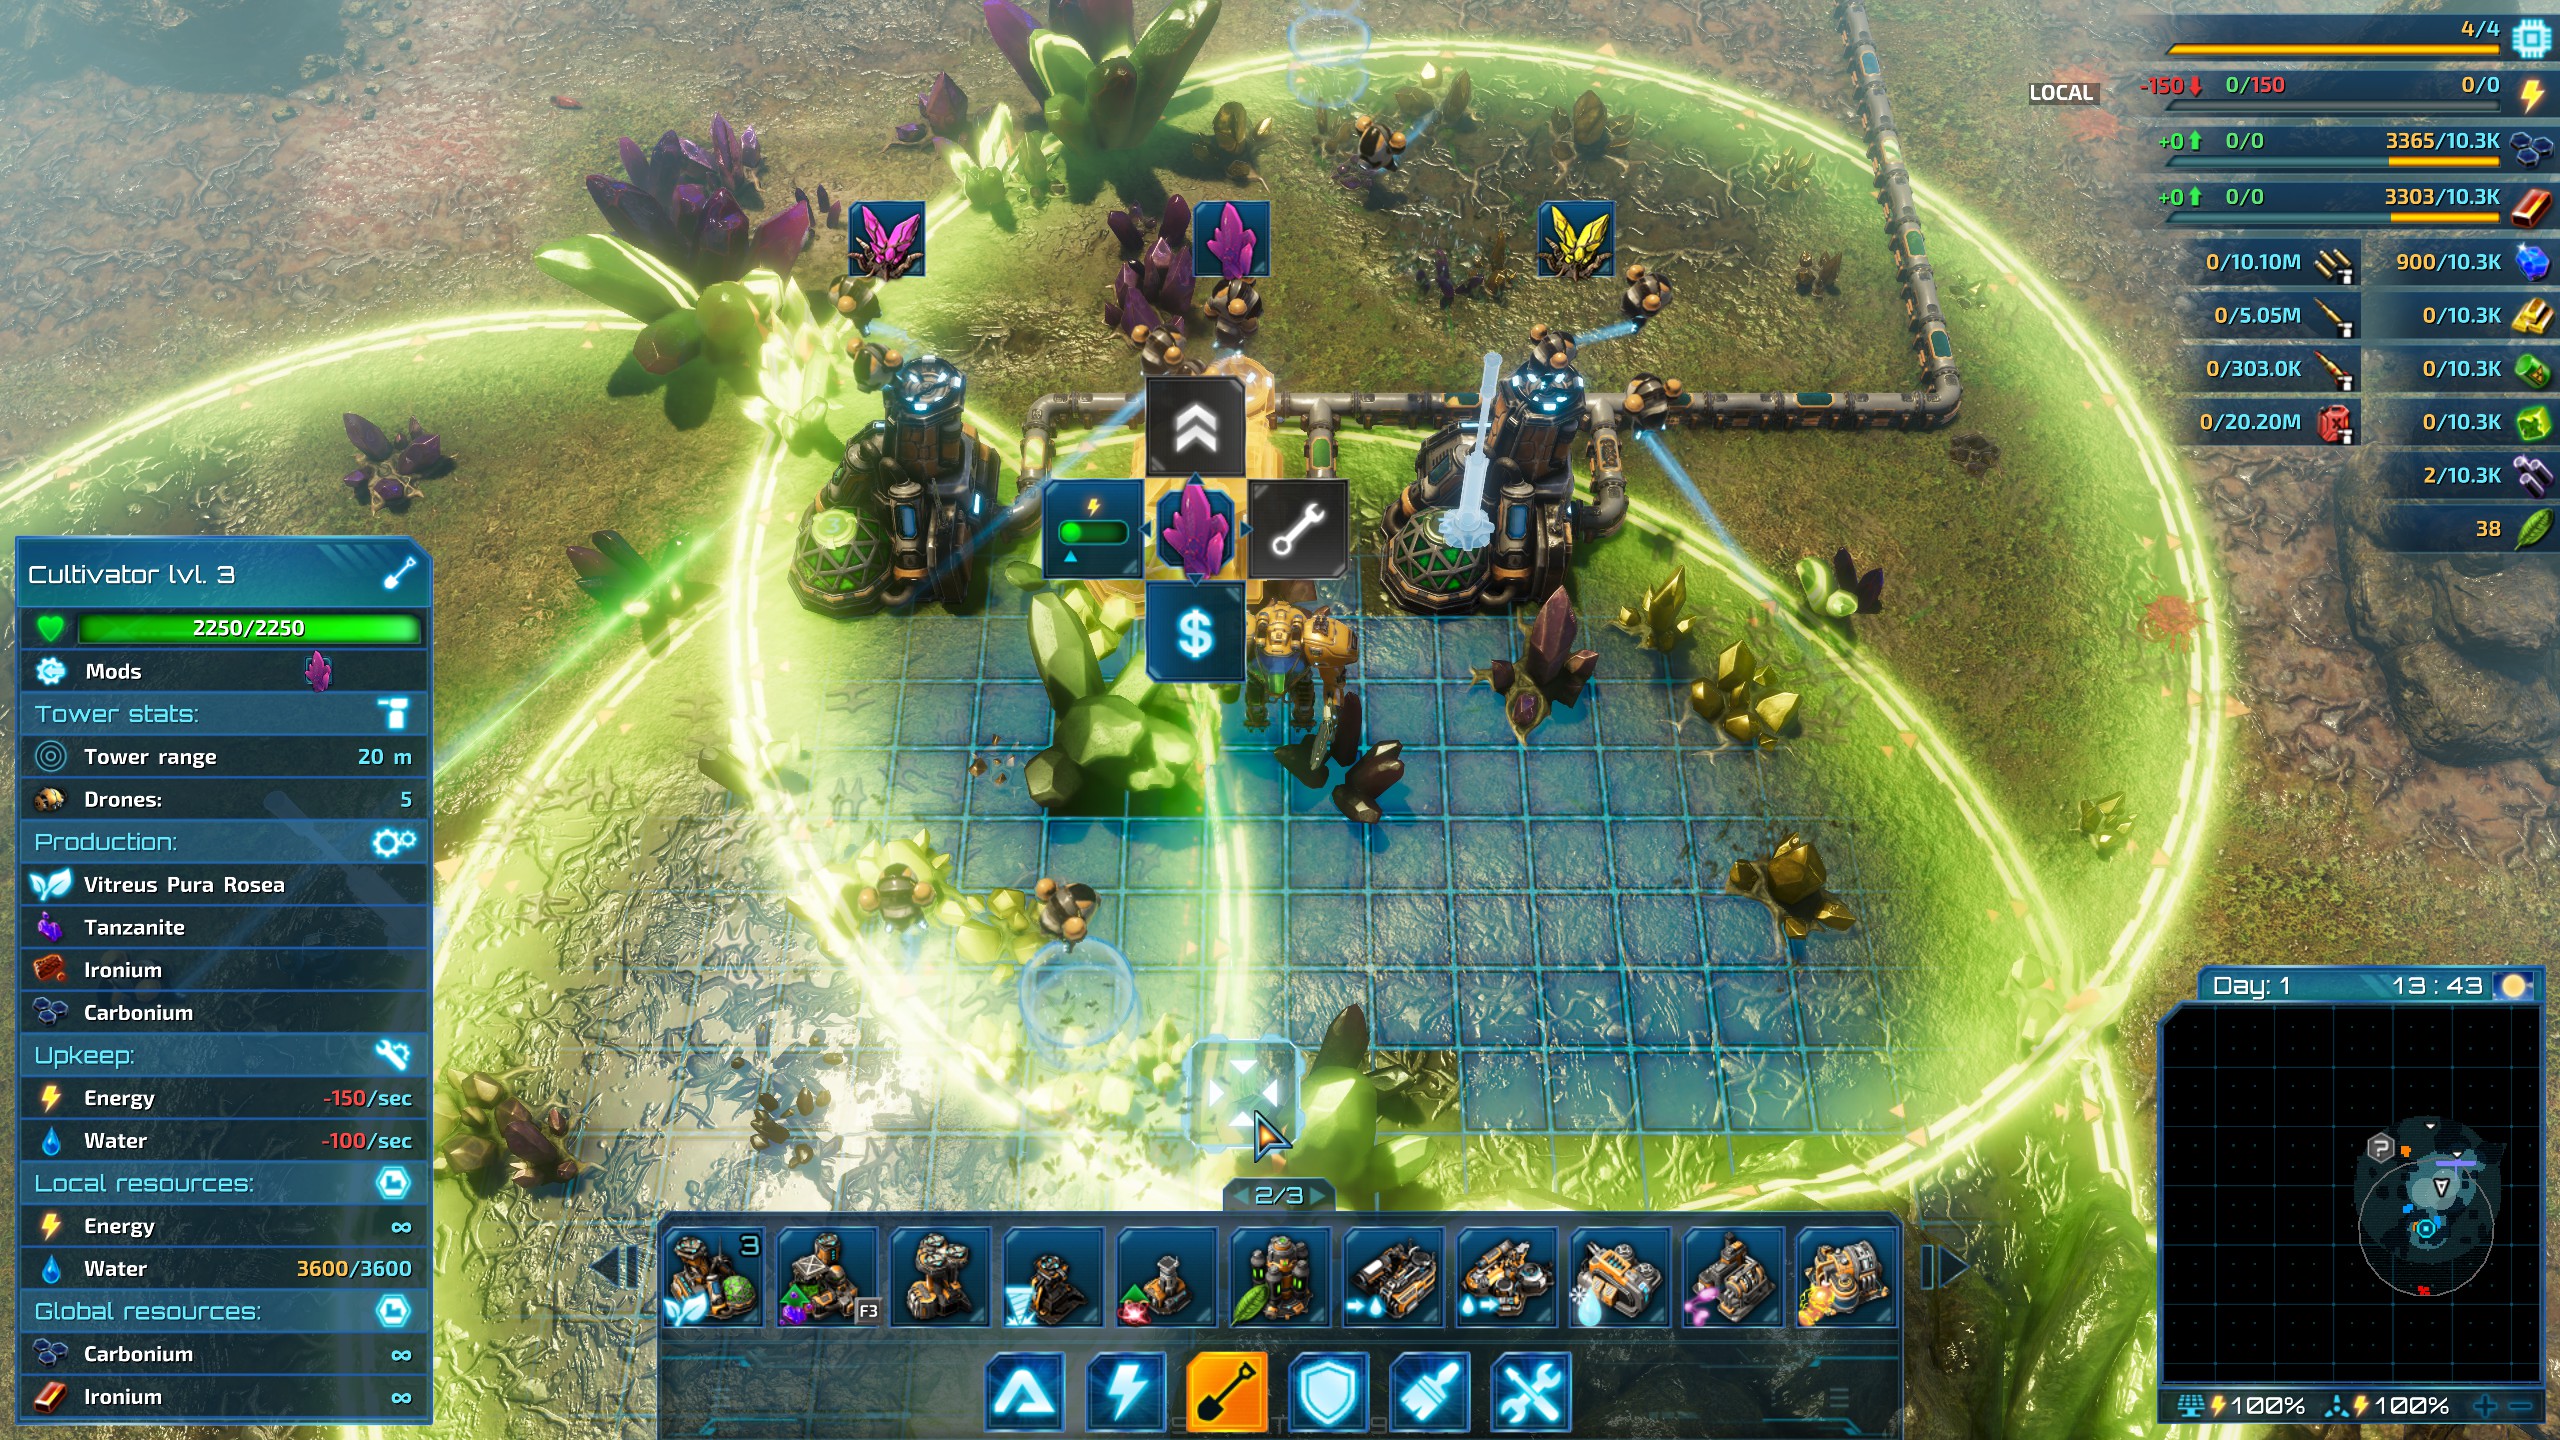 4/4
LOCAL
-150 0/150 0/0
+0 0/0 3365/10.3K
+0 0/0 3303/10.3K
0/10.10M 900/10.3K
0/5.05M 0/10.3K
0/303.0K 0/10.3K
0/20.20M 0/10.3K
2/10.3K
38
$
Cultivator lvl. 3
2250/2250
Mods
Tower stats:
Tower range 20 m
Drones: 5
Production:
Vitreus Pura Rosea
Tanzanite
Ironium
Carbonium
Upkeep:
Energy -150/sec
Water -100/sec
Local resources:
Energy ∞
Water 3600/3600
Global resources:
Carbonium ∞
Ironium ∞
2/3
3
F3
Day: 1 13:43
?
100% 100%